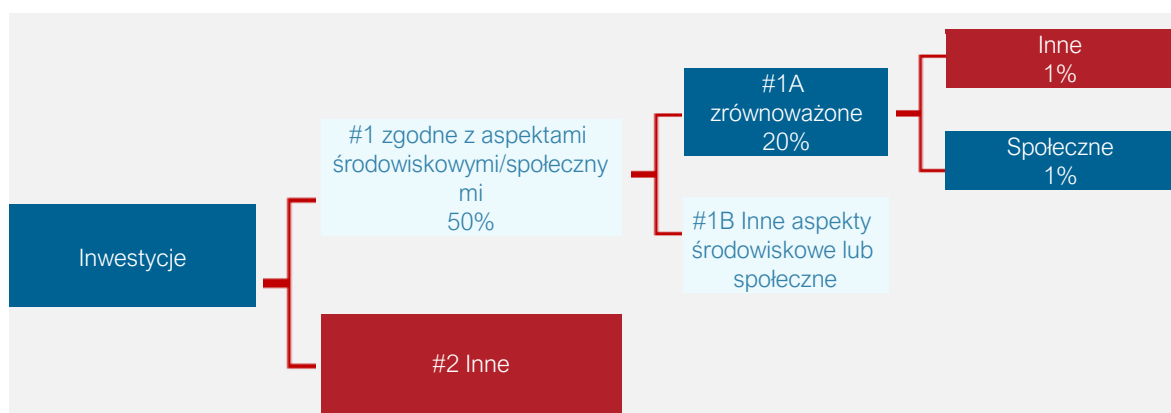 Inwestycje
#1 zgodne z aspektami
środowiskowymi/społeczny
mi
50%
#2 Inne
#1A
zrównoważone
20%
#1B Inne aspekty
środowiskowe lub
społeczne
Inne
1%
Społeczne
1%